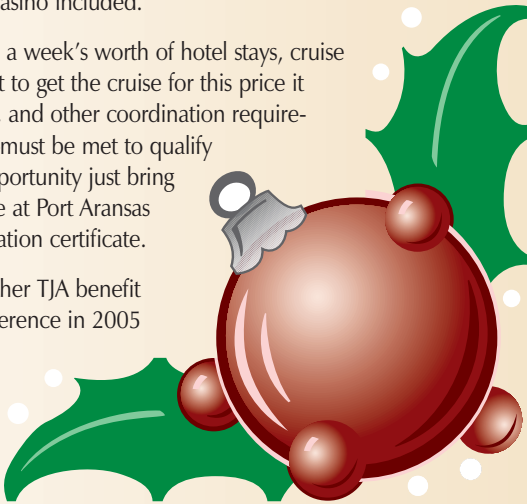 asino included.
a week's worth of hotel stays, cruise
t to get the cruise for this price it
and other coordination require-
must be met to qualify
portunity just bring
e at Port Aransas
ation certificate.
her TJA benefit
erence in 2005